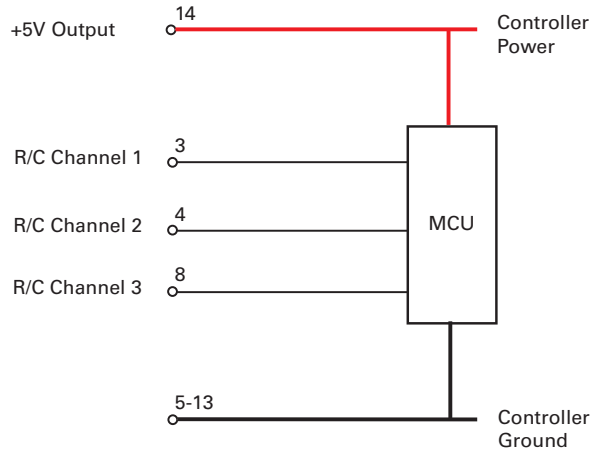 14
+5V Output
Controller
Power
3
R/C Channel 1
4
R/C Channel 2
MCU
8
R/C Channel 3
5-13
Controller
Ground